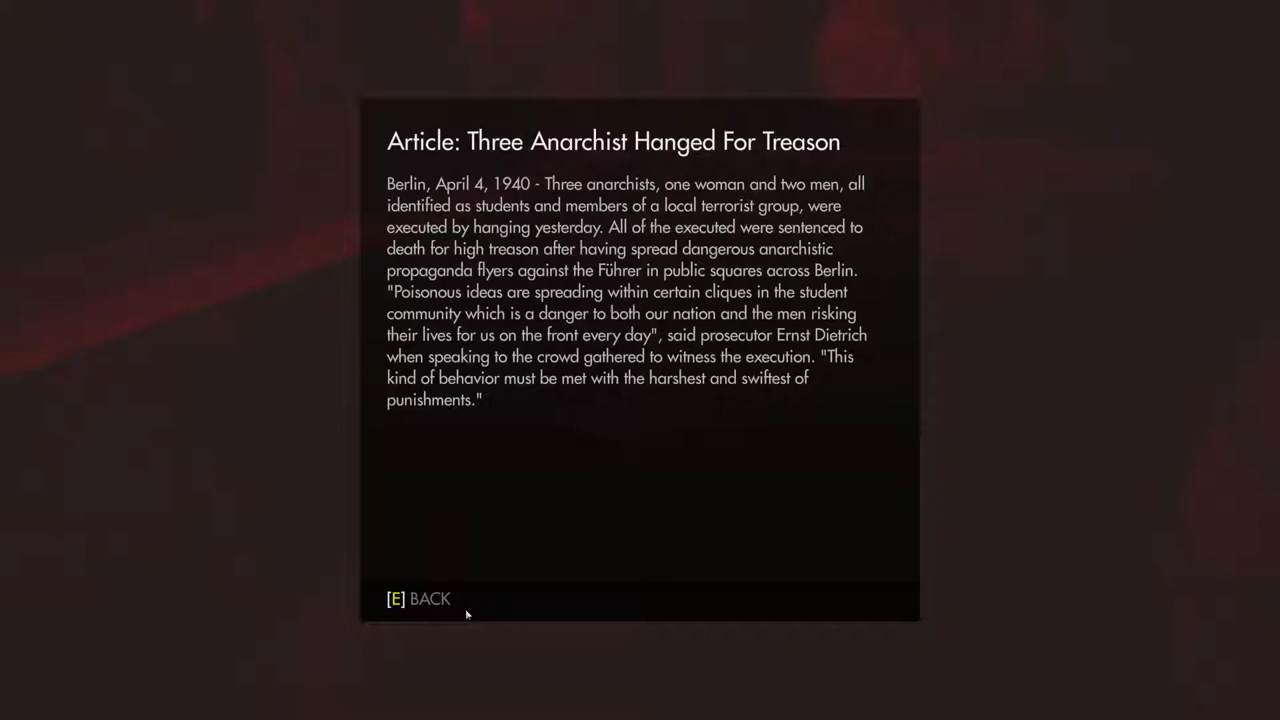 Article: Three Anarchist Hanged For Treason
Berlin, April 4, 1940 - Three anarchists, one woman and two men, all
identified as students and members of a local terrorist group, were
executed by hanging yesterday. All of the executed were sentenced to
death for high treason after having spread dangerous anarchistic
propaganda flyers against the Führer in public squares across Berlin.
"Poisonous ideas are spreading within certain cliques in the student
community which is a danger to both our nation and the men risking
their lives for us on the front every day", said prosecutor Ernst Dietrich
when speaking to the crowd gathered to witness the execution. "This
kind of behavior must be met with the harshest and swiftest of
punishments."
[E] BACK